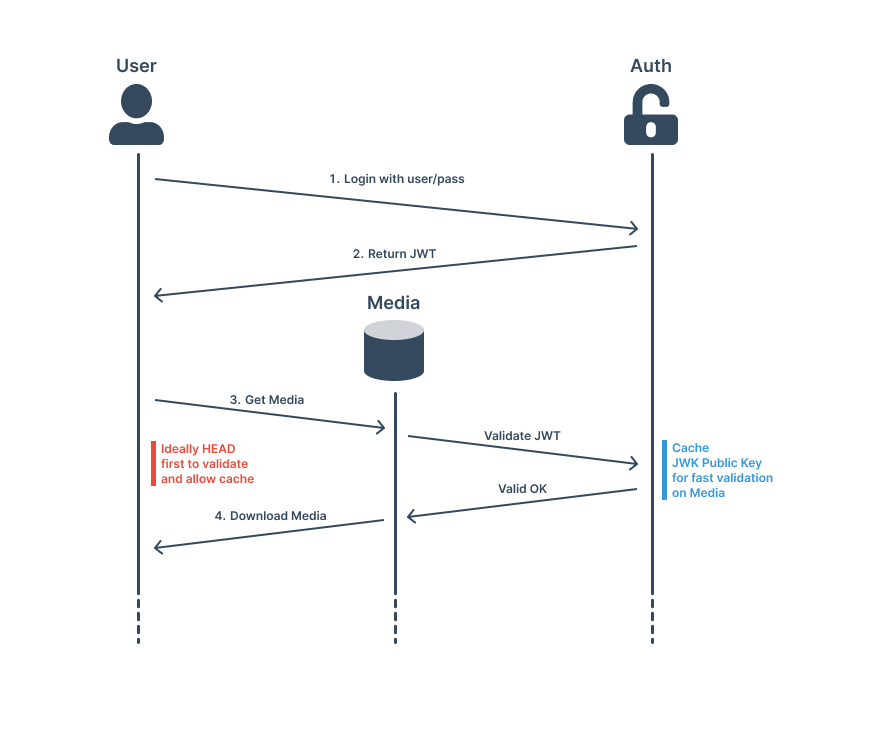 User
Auth
1. Login with user/pass
2. Return JWT
Media
3. Get Media
Validate JWT
Ideally HEAD
first to validate
and allow cache
Cache
JWK Public Key
for fast validation
on Media
Valid OK
4. Download Media